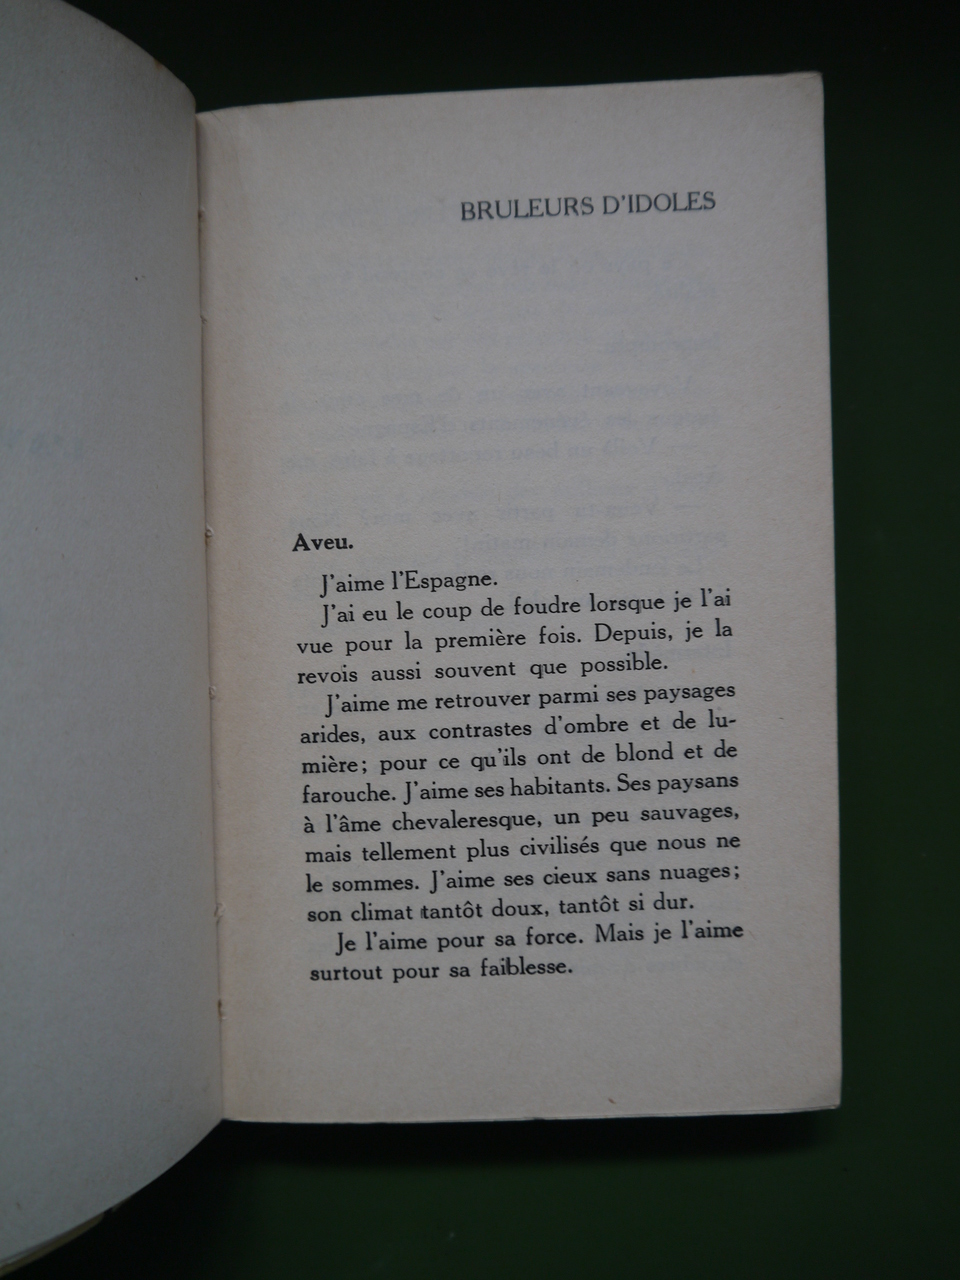 BRULEURS D'IDOLES
Aveu.
J'aime l'Espagne.
J'ai eu le coup de foudre lorsque je l'ai
vue pour la première fois. Depuis, je la
revois aussi souvent que possible.
J'aime me retrouver parmi ses paysages
arides, aux contrastes d'ombre et de lu-
mière; pour ce qu'ils ont de blond et de
farouche. J'aime ses habitants. Ses paysans
à l'âme chevaleresque, un peu sauvages,
mais tellement plus civilisés que nous ne
le sommes. J'aime ses cieux sans nuages;
son climat tantôt doux, tantôt si dur.
Je l'aime pour sa force. Mais je l'aime
surtout pour sa faiblesse.